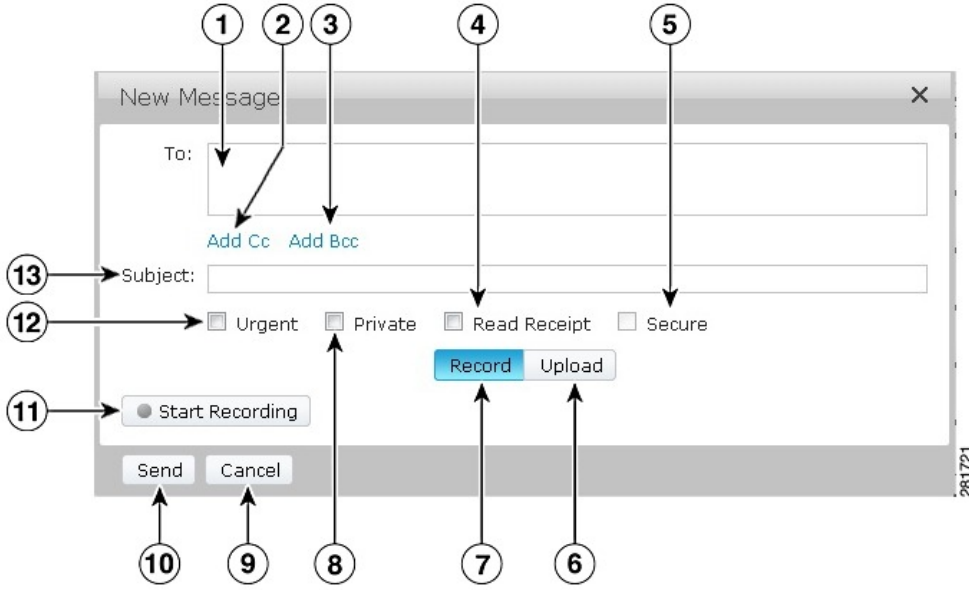 1 2 3 4 5
New Message
To:
Add Cc Add Bcc
13 Subject:
12 Urgent Private Read Receipt Secure
Record Upload
11 Start Recording
Send Cancel
10 9 8 7 6
281721